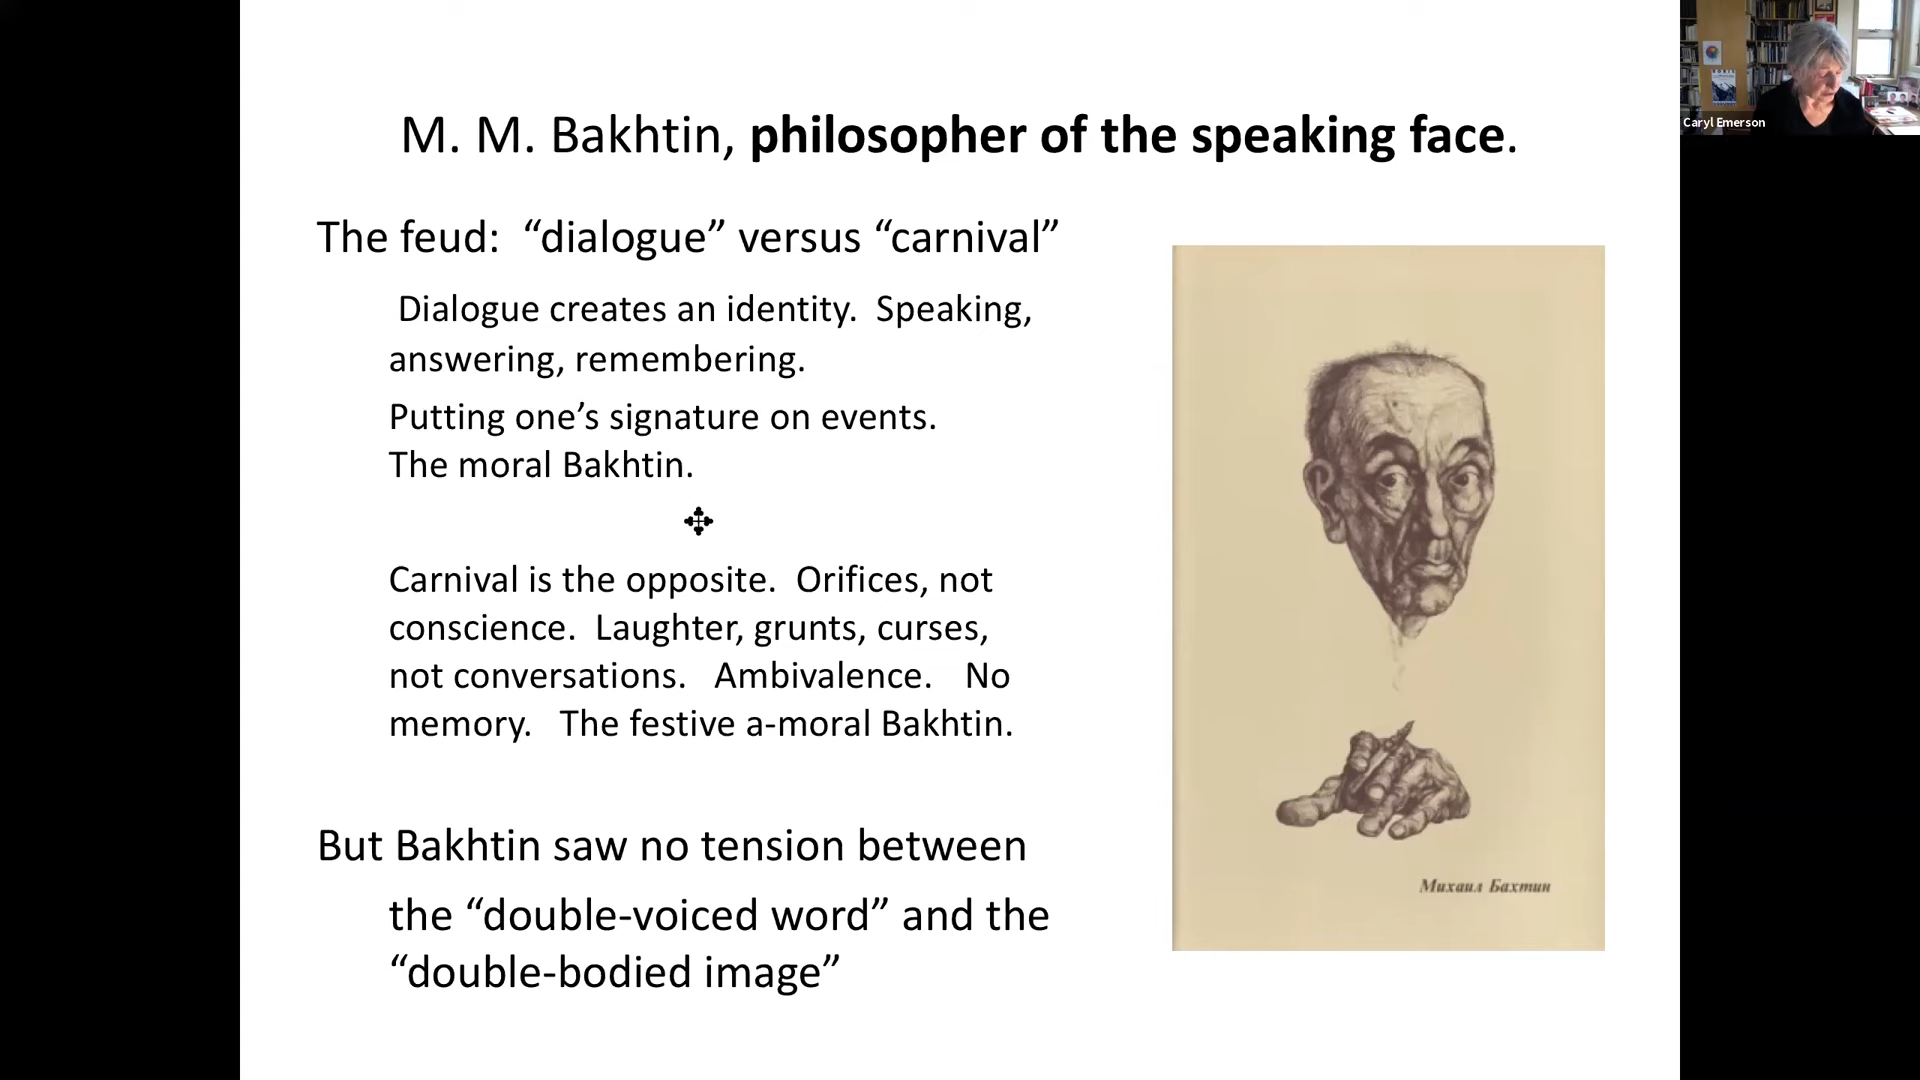 M. M. Bakhtin, philosopher of the speaking face.
The feud:  “dialogue” versus “carnival”
Dialogue creates an identity.  Speaking,
answering, remembering.
Putting one’s signature on events.
The moral Bakhtin.
Carnival is the opposite.  Orifices, not
conscience.  Laughter, grunts, curses,
not conversations.   Ambivalence.   No
memory.   The festive a-moral Bakhtin.
But Bakhtin saw no tension between
the “double-voiced word” and the
“double-bodied image”
Михаил Бахтин
Caryl Emerson